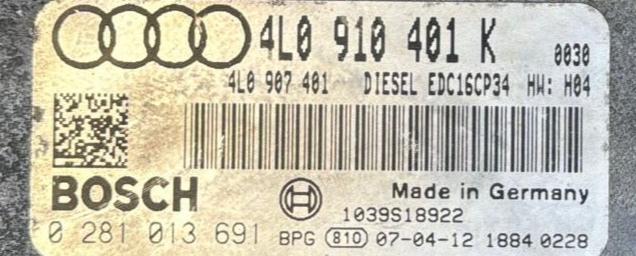 4L0 910 401 K 0030
4L0 907 401 DIESEL EDC16CP34 HW: H04
BOSCH
Made in Germany
1039S18922
0 281 013 691 BPG 810 07-04-12 1884 0228